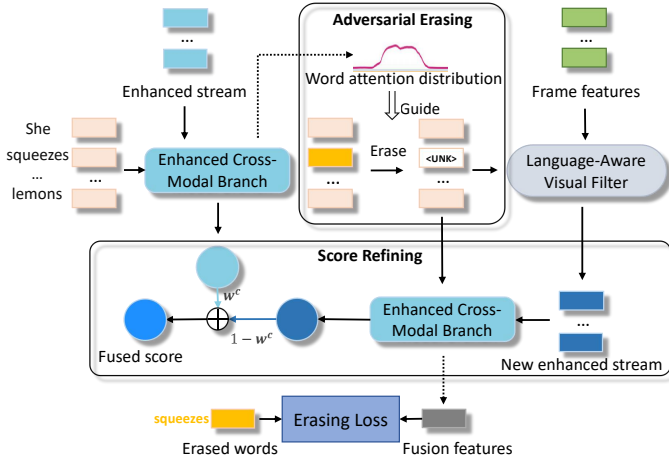 Adversarial Erasing
...
...
Word attention distribution
Enhanced stream
Frame features
Guide
She
squeezes
...
lemons
Enhanced Cross-
Modal Branch
...
Erase
<UNK>
...
...
Language-Aware
Visual Filter
Score Refining
w^c
1 − w^c
Enhanced Cross-
Modal Branch
...
Fused score
New enhanced stream
squeezes
Erasing Loss
Erased words
Fusion features